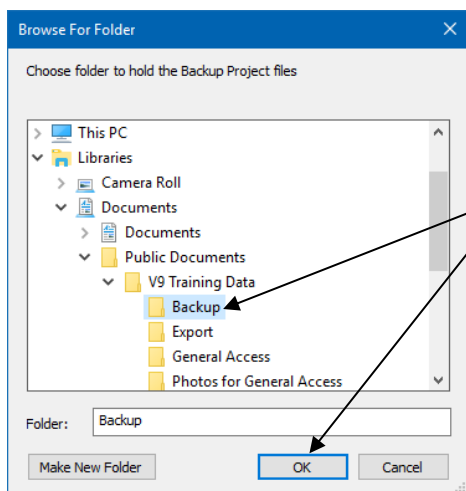 Browse For Folder
Choose folder to hold the Backup Project files
This PC
Libraries
Camera Roll
Documents
Documents
Public Documents
V9 Training Data
Backup
Export
General Access
Photos for General Access
Folder: Backup
Make New Folder OK Cancel